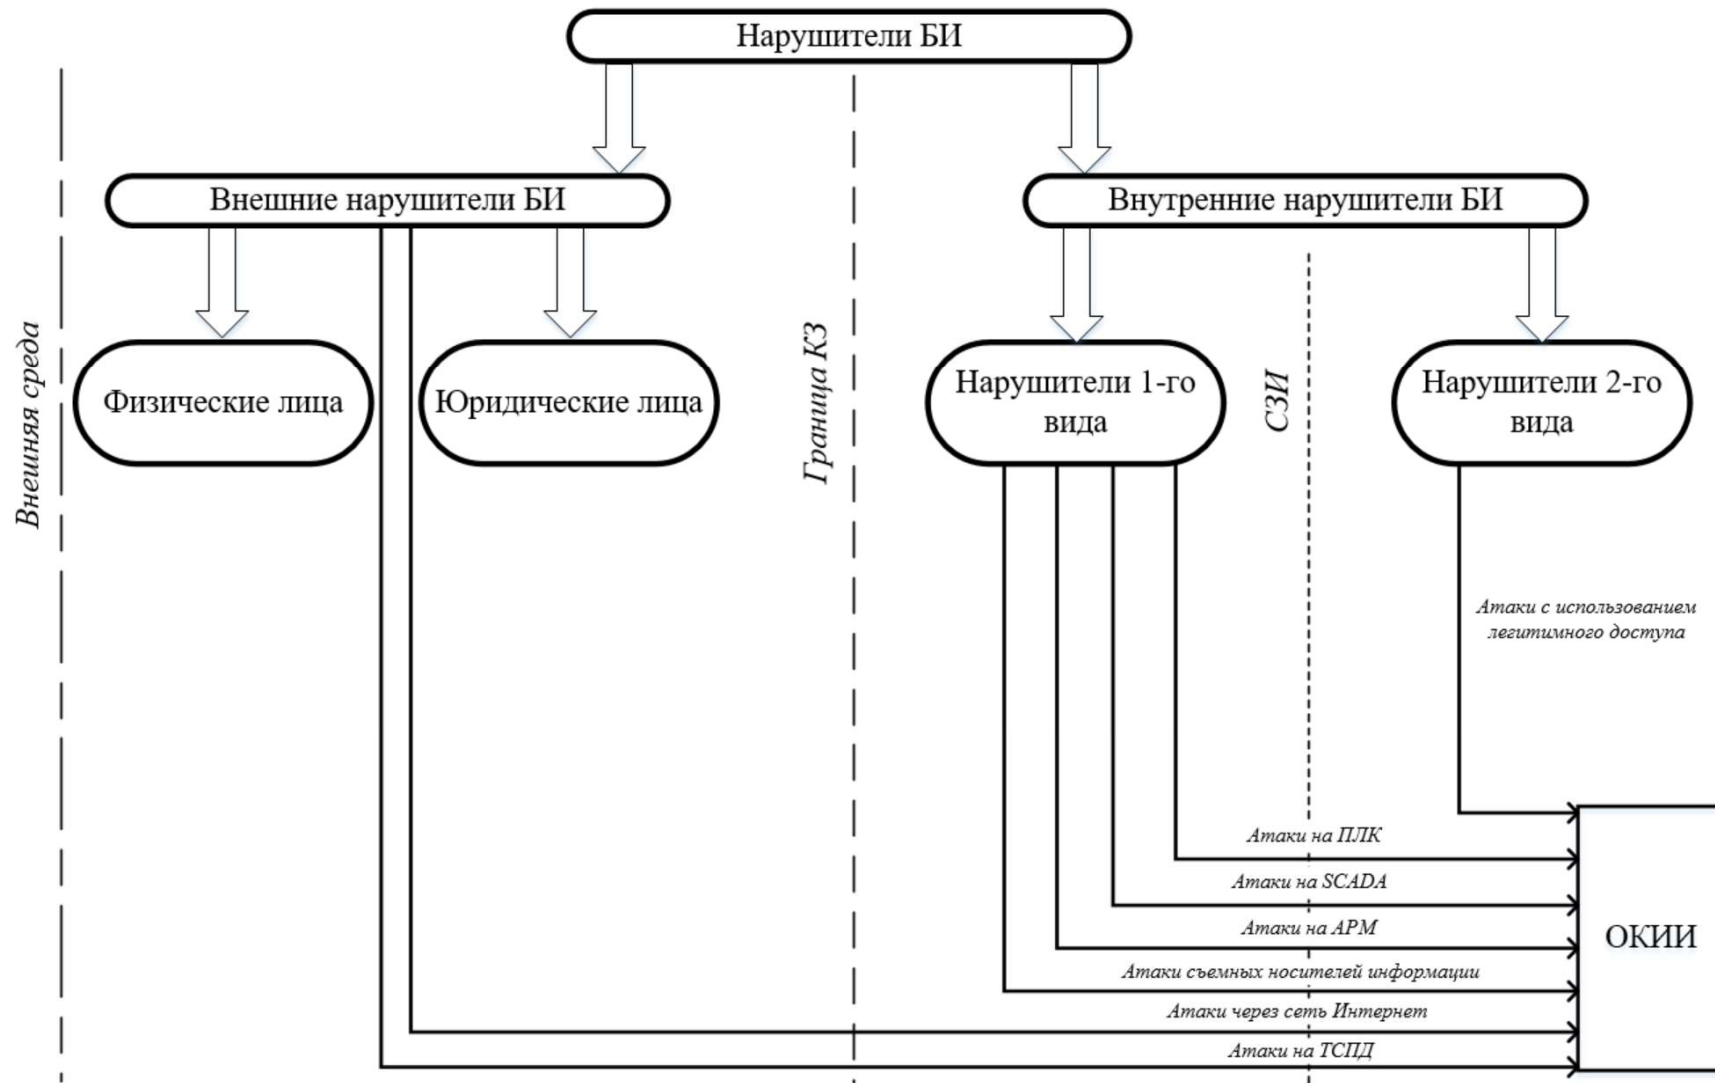 Нарушители БИ
Внешние нарушители БИ
Внутренние нарушители БИ
Внешняя среда
Физические лица
Юридические лица
Граница КЗ
Нарушители 1-го
вида
СЗИ
Нарушители 2-го
вида
Атаки с использованием
легитимного доступа
Атаки на ПЛК
Атаки на SCADA
Атаки на АРМ
Атаки съемных носителей информации
Атаки через сеть Интернет
Атаки на ТСПД
ОКИИ